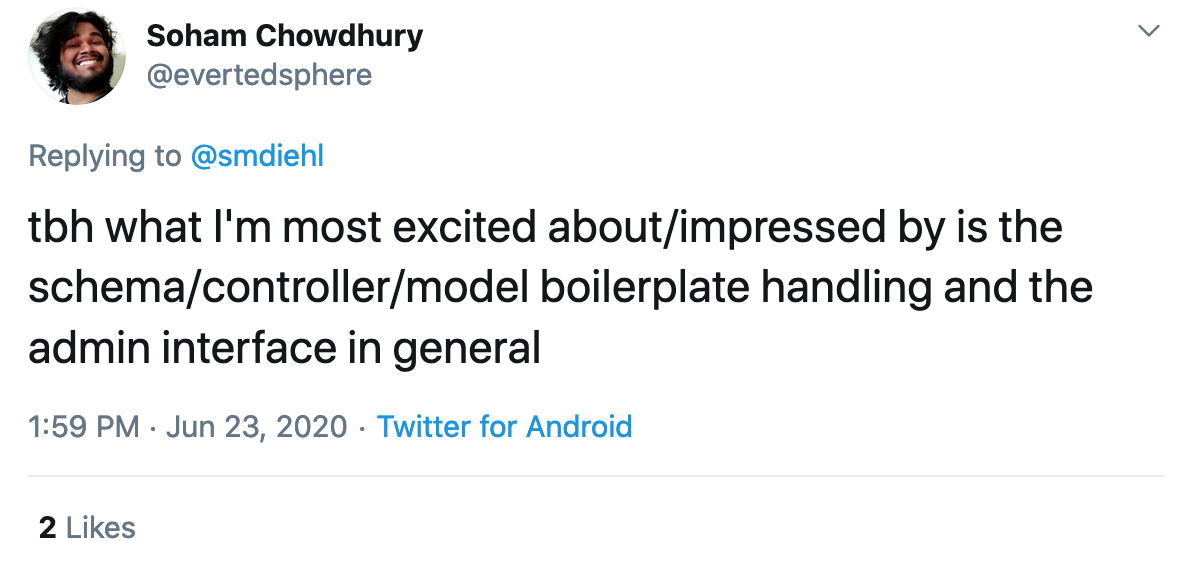 Soham Chowdhury
@evertedsphere
Replying to @smdiehl
tbh what I'm most excited about/impressed by is the
schema/controller/model boilerplate handling and the
admin interface in general
1:59 PM · Jun 23, 2020 · Twitter for Android
2 Likes